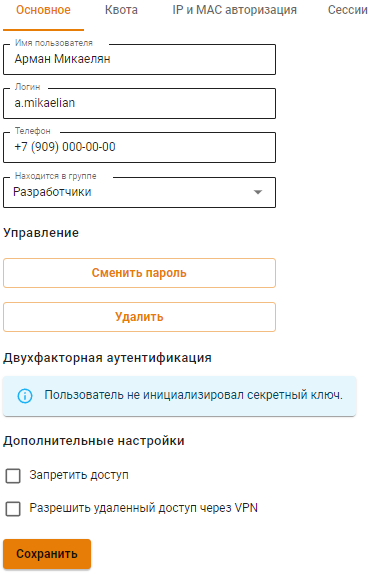 Основное Квота IP и MAC авторизация Сессии
Имя пользователя
Арман Микаелян
Логин
a.mikaelian
Телефон
+7 (909) 000-00-00
Находится в группе
Разработчики
Управление
Сменить пароль
Удалить
Двухфакторная аутентификация
Пользователь не инициализировал секретный ключ.
Дополнительные настройки
Запретить доступ
Разрешить удаленный доступ через VPN
Сохранить